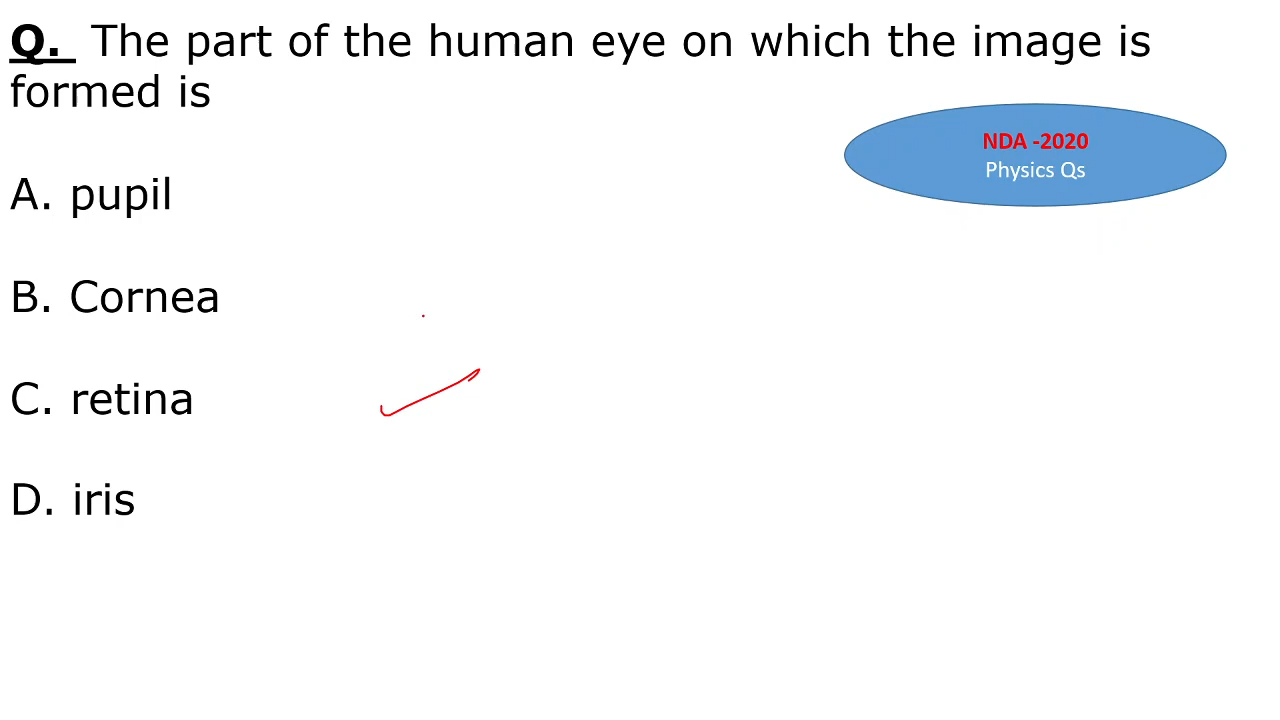 Q. The part of the human eye on which the image is
formed is
NDA -2020
Physics Qs
A. pupil
B. Cornea
C. retina
D. iris